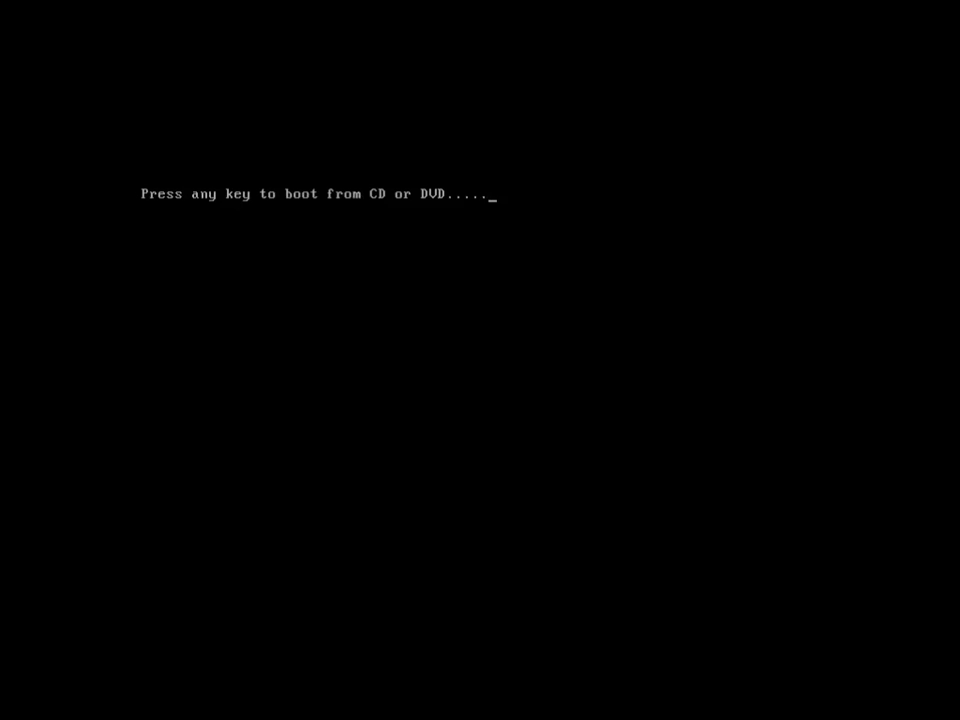 Press any key to boot from CD or DVD....._